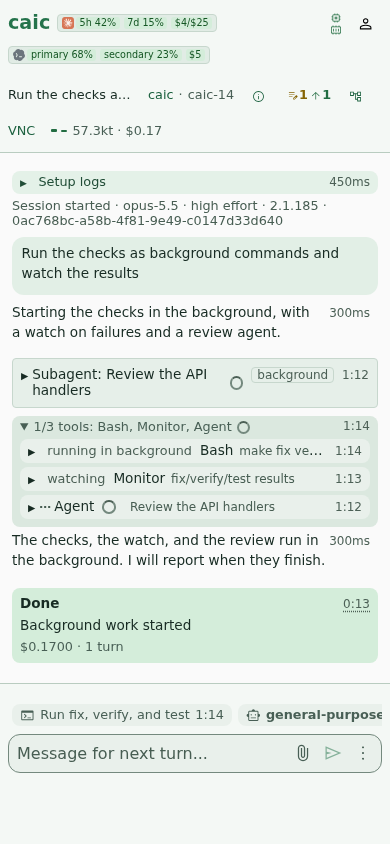 caic 5h 42% 7d 15% $4/$25
primary 68% secondary 23% $5
Run the checks a... caic · caic-14 1 ↑1
VNC 57.3kt · $0.17
▶ Setup logs 450ms
Session started · opus-5.5 · high effort · 2.1.185 ·
0ac768bc-a58b-4f81-9e49-c0147d33d640
Run the checks as background commands and
watch the results
Starting the checks in the background, with 300ms
a watch on failures and a review agent.
▶ Subagent: Review the API background 1:12
handlers
▼ 1/3 tools: Bash, Monitor, Agent 1:14
▶ running in background Bash make fix ve... 1:14
▶ watching Monitor fix/verify/test results 1:13
▶ ··· Agent Review the API handlers 1:12
The checks, the watch, and the review run in 300ms
the background. I will report when they finish.
Done 0:13
Background work started
$0.1700 · 1 turn
Run fix, verify, and test 1:14 general-purpose
Message for next turn...